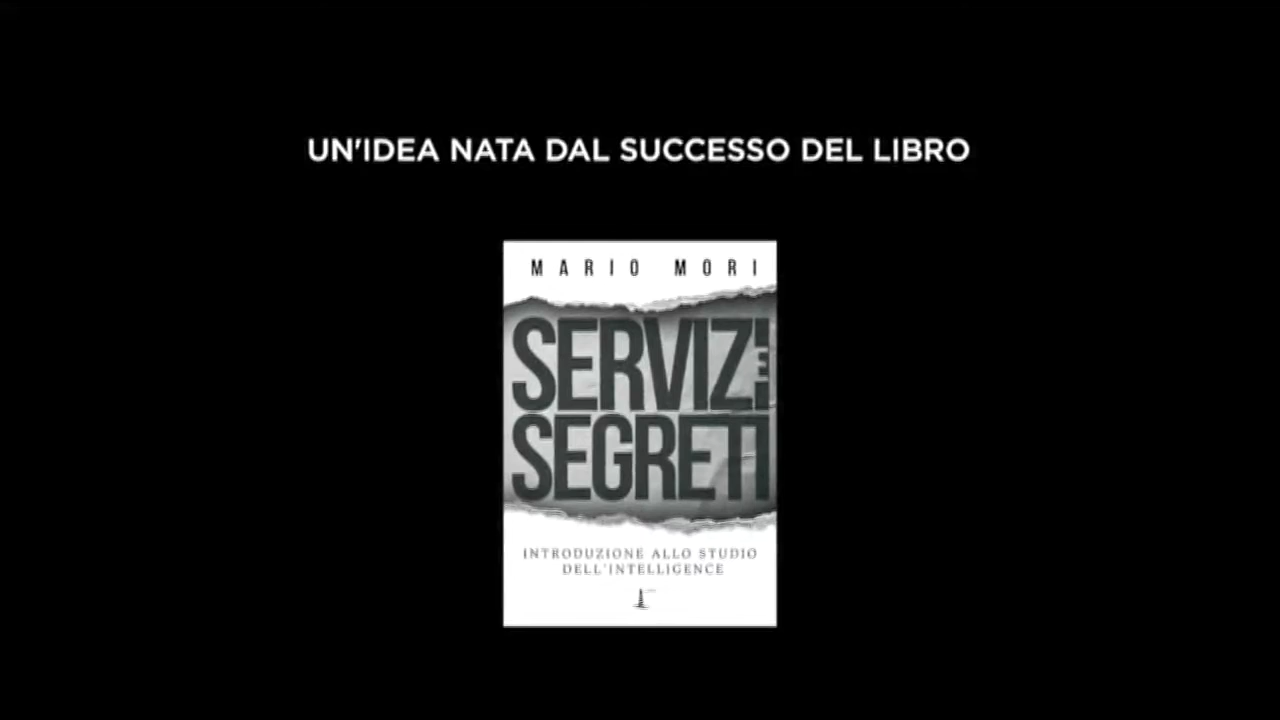 UN'IDEA NATA DAL SUCCESSO DEL LIBRO
MARIO MORI
SERVIZI E
SEGRETI
INTRODUZIONE ALLO STUDIO
DELL'INTELLIGENCE